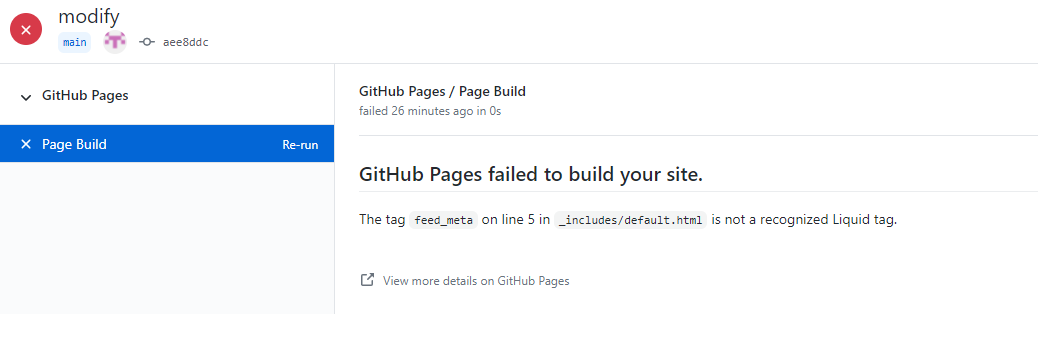 modify
main aee8ddc
GitHub Pages
Page Build Re-run
GitHub Pages / Page Build
failed 26 minutes ago in 0s
GitHub Pages failed to build your site.
The tag feed_meta on line 5 in _includes/default.html is not a recognized Liquid tag.
View more details on GitHub Pages